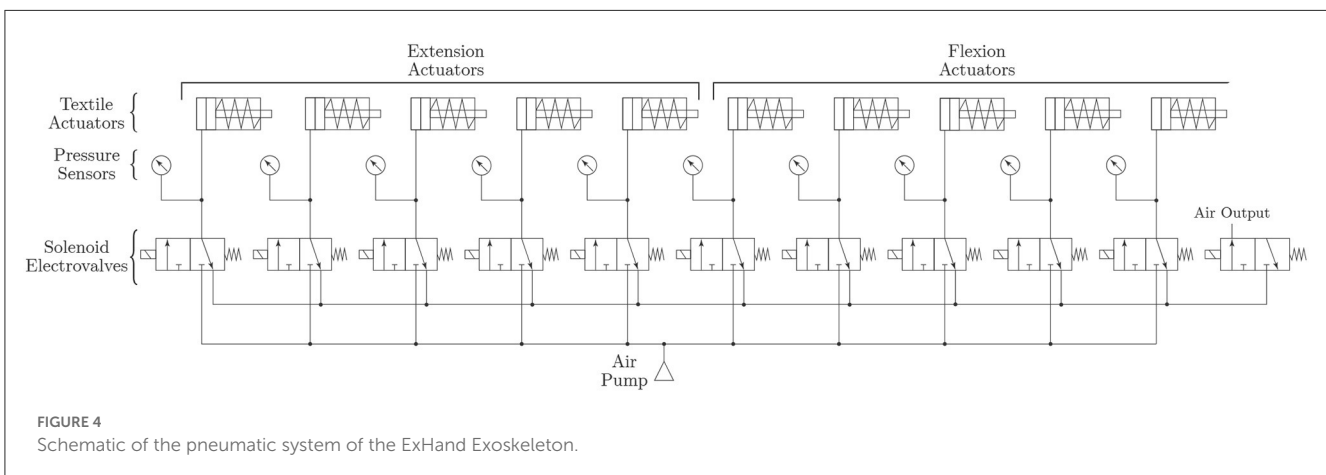 Extension
Actuators
Flexion
Actuators
Textile
Actuators
Pressure
Sensors
Air Output
Solenoid
Electrovalves
Air
Pump
FIGURE 4
Schematic of the pneumatic system of the ExHand Exoskeleton.